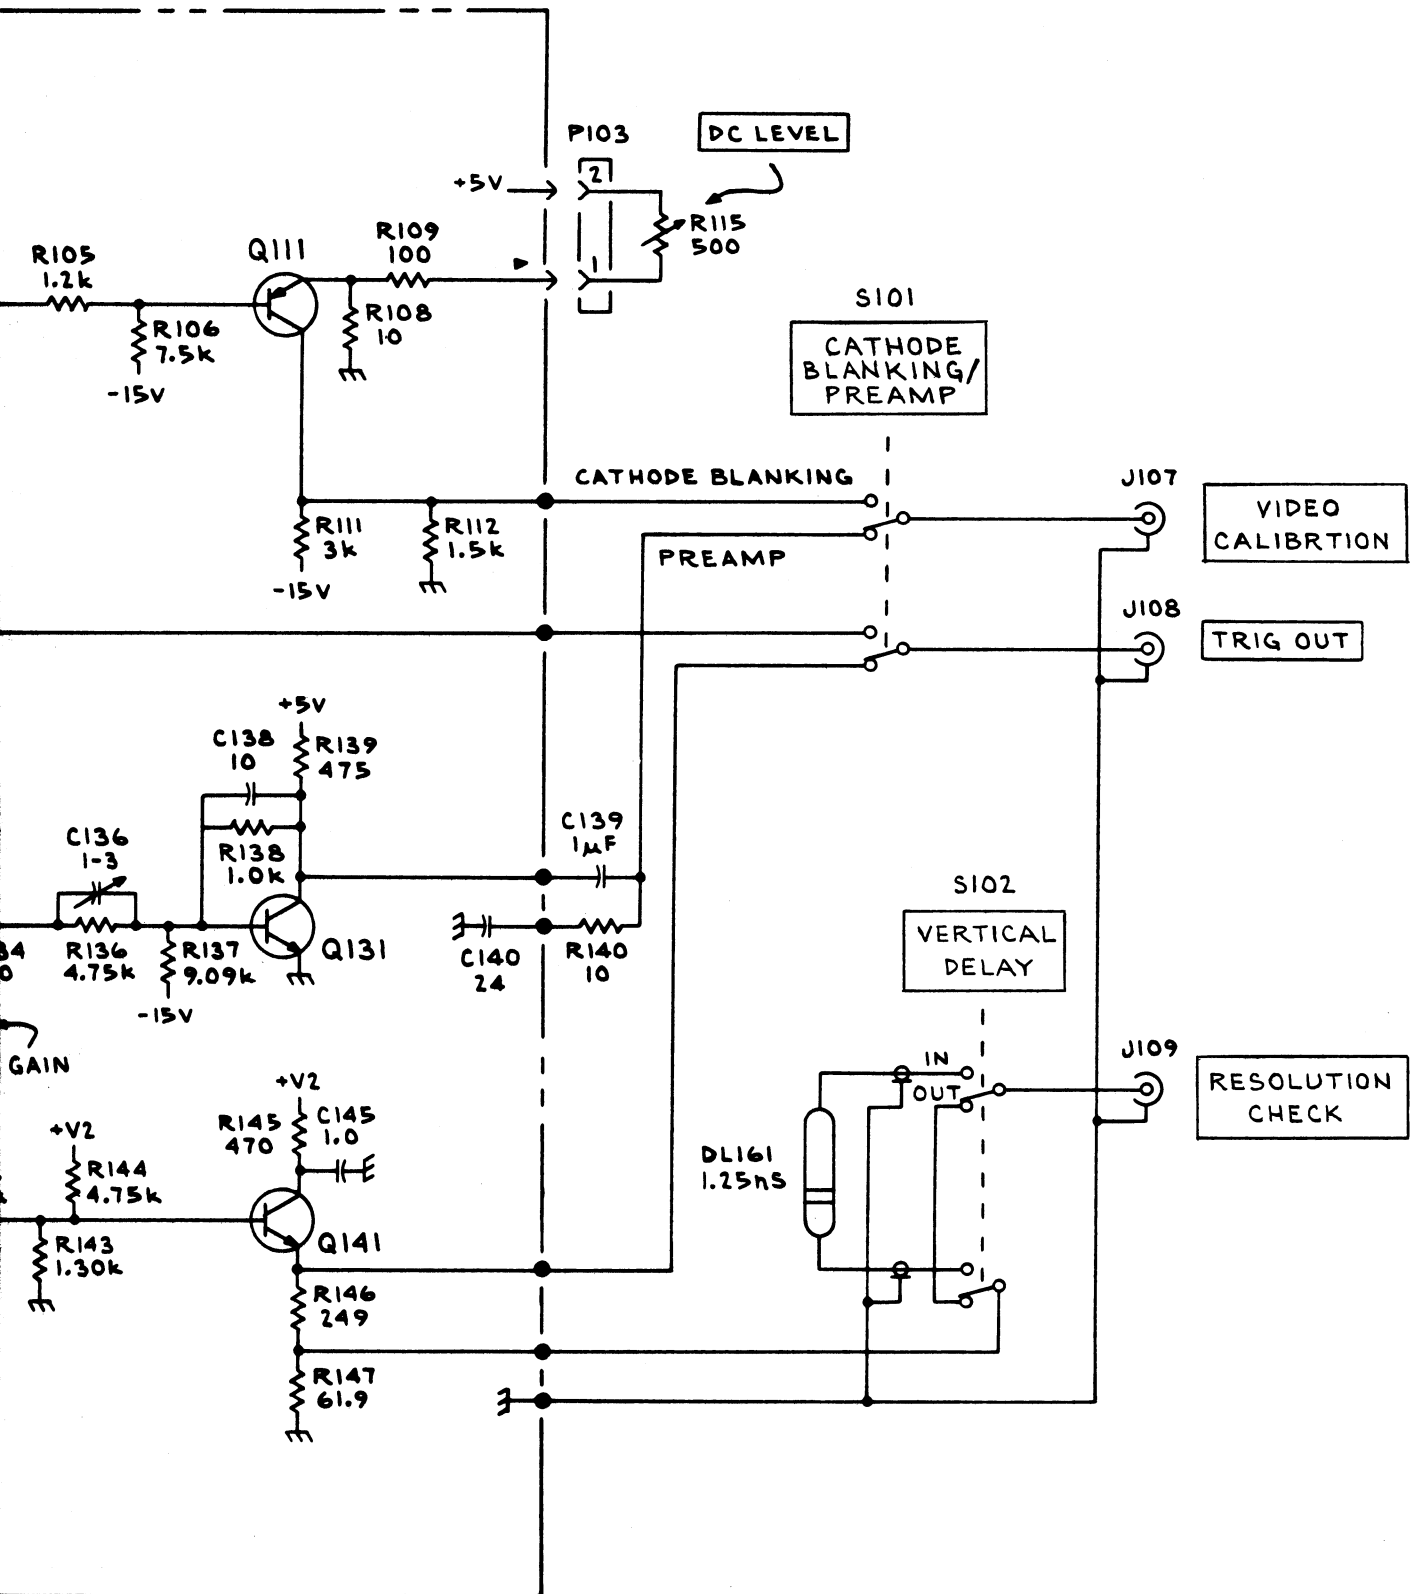 P103
DC LEVEL
+5V
2
R115
500
R109
100
1
Q111
R105
1.2k
R108
10
R106
7.5k
-15V
S101
CATHODE
BLANKING/
PREAMP
CATHODE BLANKING
J107
VIDEO
CALIBRTION
R111
3k
-15V
R112
1.5k
PREAMP
J108
TRIG OUT
+5V
C138
10
R139
475
C136
1-3
R138
1.0k
C139
1µF
S102
VERTICAL
DELAY
34
0
R136
4.75k
R137
9.09k
-15V
Q131
C140
24
R140
10
GAIN
IN
OUT
J109
RESOLUTION
CHECK
+V2
R145
470
C145
1.0
+V2
R144
4.75k
DL161
1.25nS
R143
1.30k
Q141
R146
249
R147
61.9